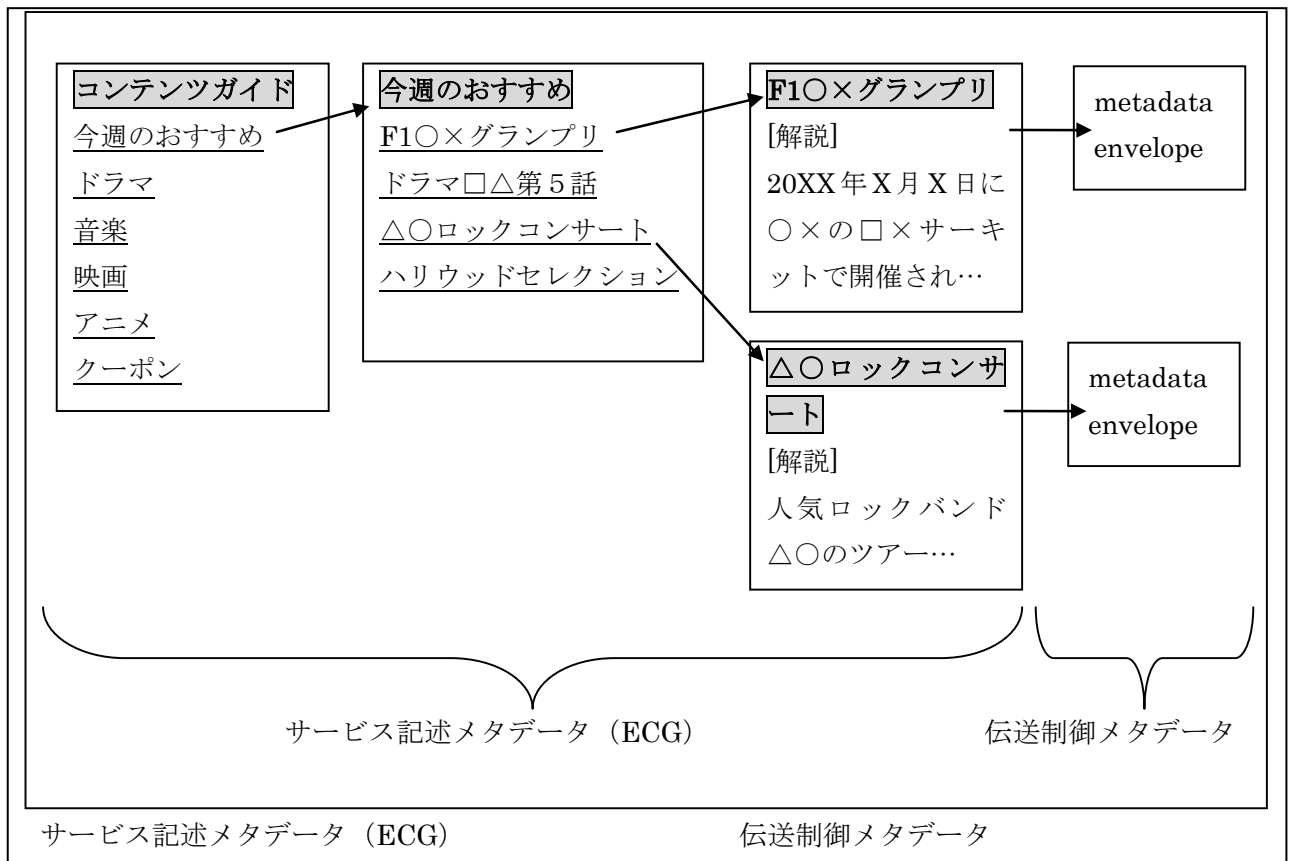 コンテンツガイド
今週のおすすめ
ドラマ
音楽
映画
アニメ
クーポン
今週のおすすめ
F1○×グランプリ
ドラマ□△第５話
△○ロックコンサート
ハリウッドセレクション
F1○×グランプリ
[解説]
20XX年X月X日に
○×の□×サーキ
ットで開催され…
metadata
envelope
△○ロックコンサ
ート
[解説]
人気ロックバンド
△○のツアー…
metadata
envelope
サービス記述メタデータ（ECG）
伝送制御メタデータ
サービス記述メタデータ（ECG）
伝送制御メタデータ